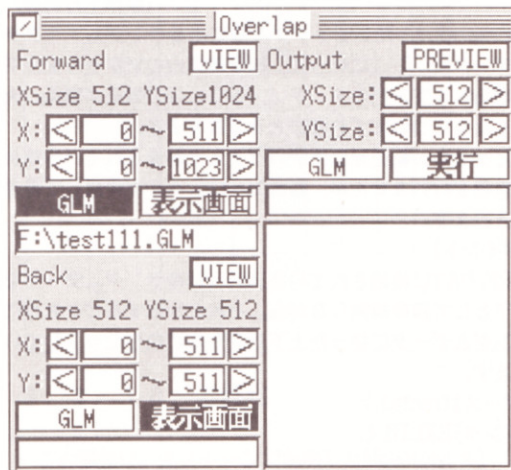 Overlap
Forward VIEW
XSize 512 YSize1024
X:< 0 ~ 511 >
Y:< 0 ~1023 >
GLM 表示画面
F:\test111.GLM
Back VIEW
XSize 512 YSize 512
X:< 0 ~ 511 >
Y:< 0 ~ 511 >
GLM 表示画面
Output PREVIEW
XSize:< 512 >
YSize:< 512 >
GLM 実行